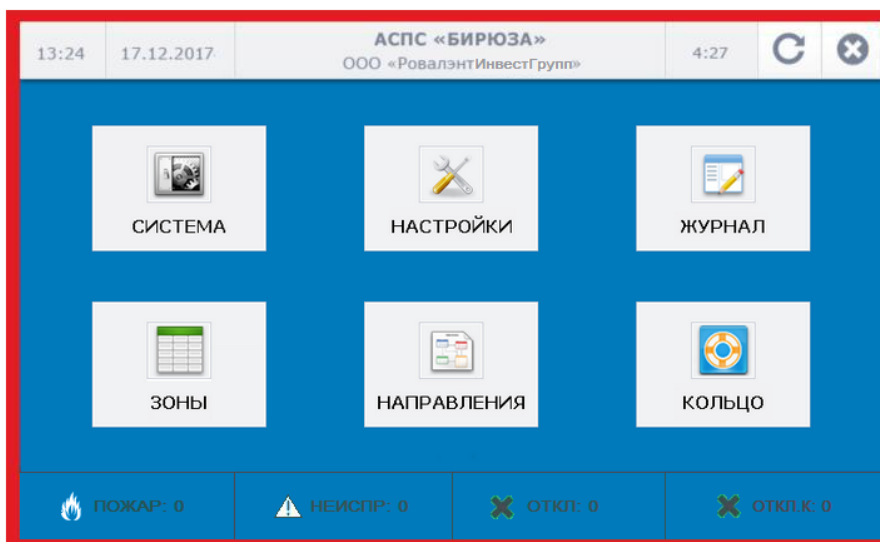 13:24 17.12.2017 АСПС «БИРЮЗА» 4:27
ООО «РовалэнтИнвестГрупп»
СИСТЕМА НАСТРОЙКИ ЖУРНАЛ
ЗОНЫ НАПРАВЛЕНИЯ КОЛЬЦО
ПОЖАР: 0 НЕИСПР: 0 ОТКЛ: 0 ОТКЛ.К: 0